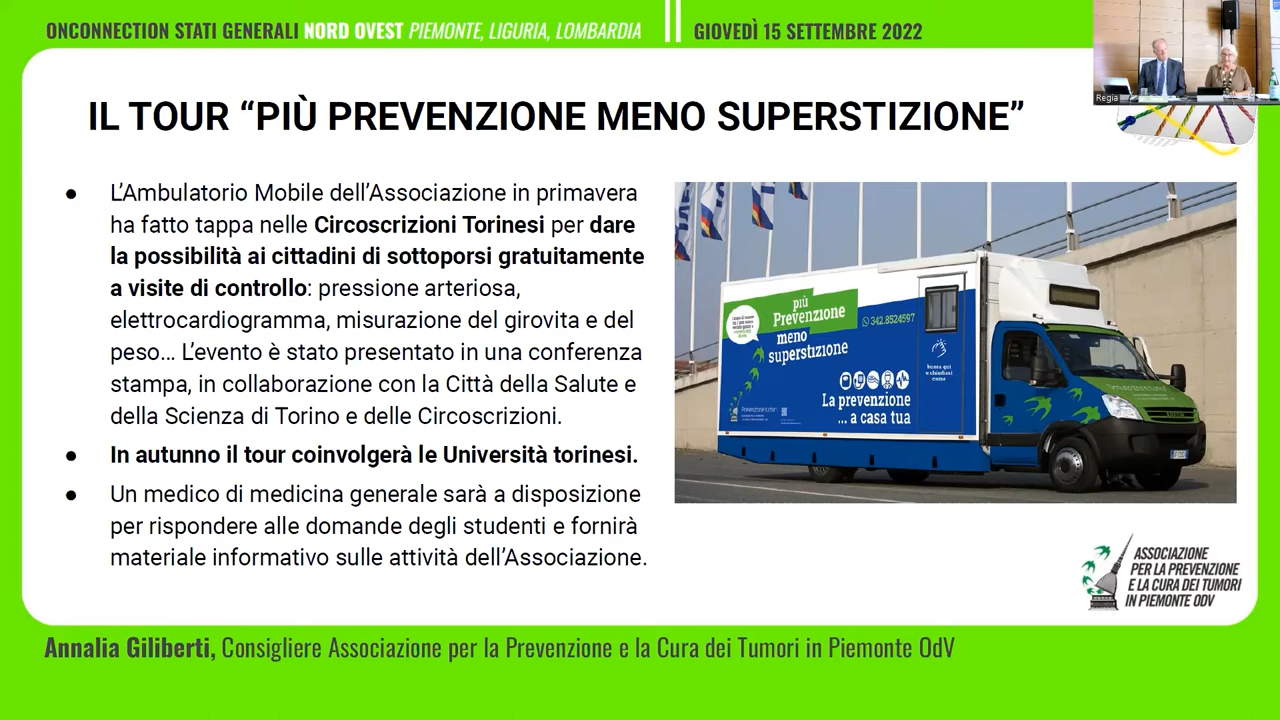 ONCONNECTION STATI GENERALI NORD OVEST PIEMONTE, LIGURIA, LOMBARDIA
GIOVEDÌ 15 SETTEMBRE 2022
Regia
IL TOUR “PIÙ PREVENZIONE MENO SUPERSTIZIONE”
● L’Ambulatorio Mobile dell’Associazione in primavera
ha fatto tappa nelle Circoscrizioni Torinesi per dare
la possibilità ai cittadini di sottoporsi gratuitamente
a visite di controllo: pressione arteriosa,
elettrocardiogramma, misurazione del girovita e del
peso... L’evento è stato presentato in una conferenza
stampa, in collaborazione con la Città della Salute e
della Scienza di Torino e delle Circoscrizioni.
● In autunno il tour coinvolgerà le Università torinesi.
● Un medico di medicina generale sarà a disposizione
per rispondere alle domande degli studenti e fornirà
materiale informativo sulle attività dell’Associazione.
più
Prevenzione
meno
superstizione
342.8524597
bussa qui
e chiedimi
come
La prevenzione
... a casa tua
ASSOCIAZIONE
PER LA PREVENZIONE
E LA CURA DEI TUMORI
IN PIEMONTE ODV
Annalia Giliberti, Consigliere Associazione per la Prevenzione e la Cura dei Tumori in Piemonte OdV